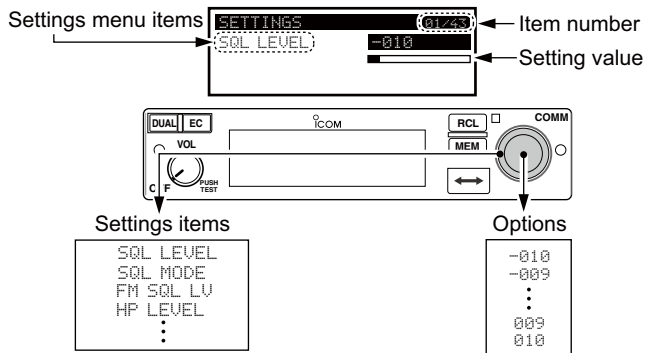 Settings menu items
SETTINGS
01/43
Item number
SQL LEVEL
-010
Setting value
DUAL
EC
ICOM
RCL
COMM
VOL
MEM
OFF
PUSH
TEST
Settings items
Options
SQL LEVEL
SQL MODE
FM SQL LV
HP LEVEL
-010
-009
009
010